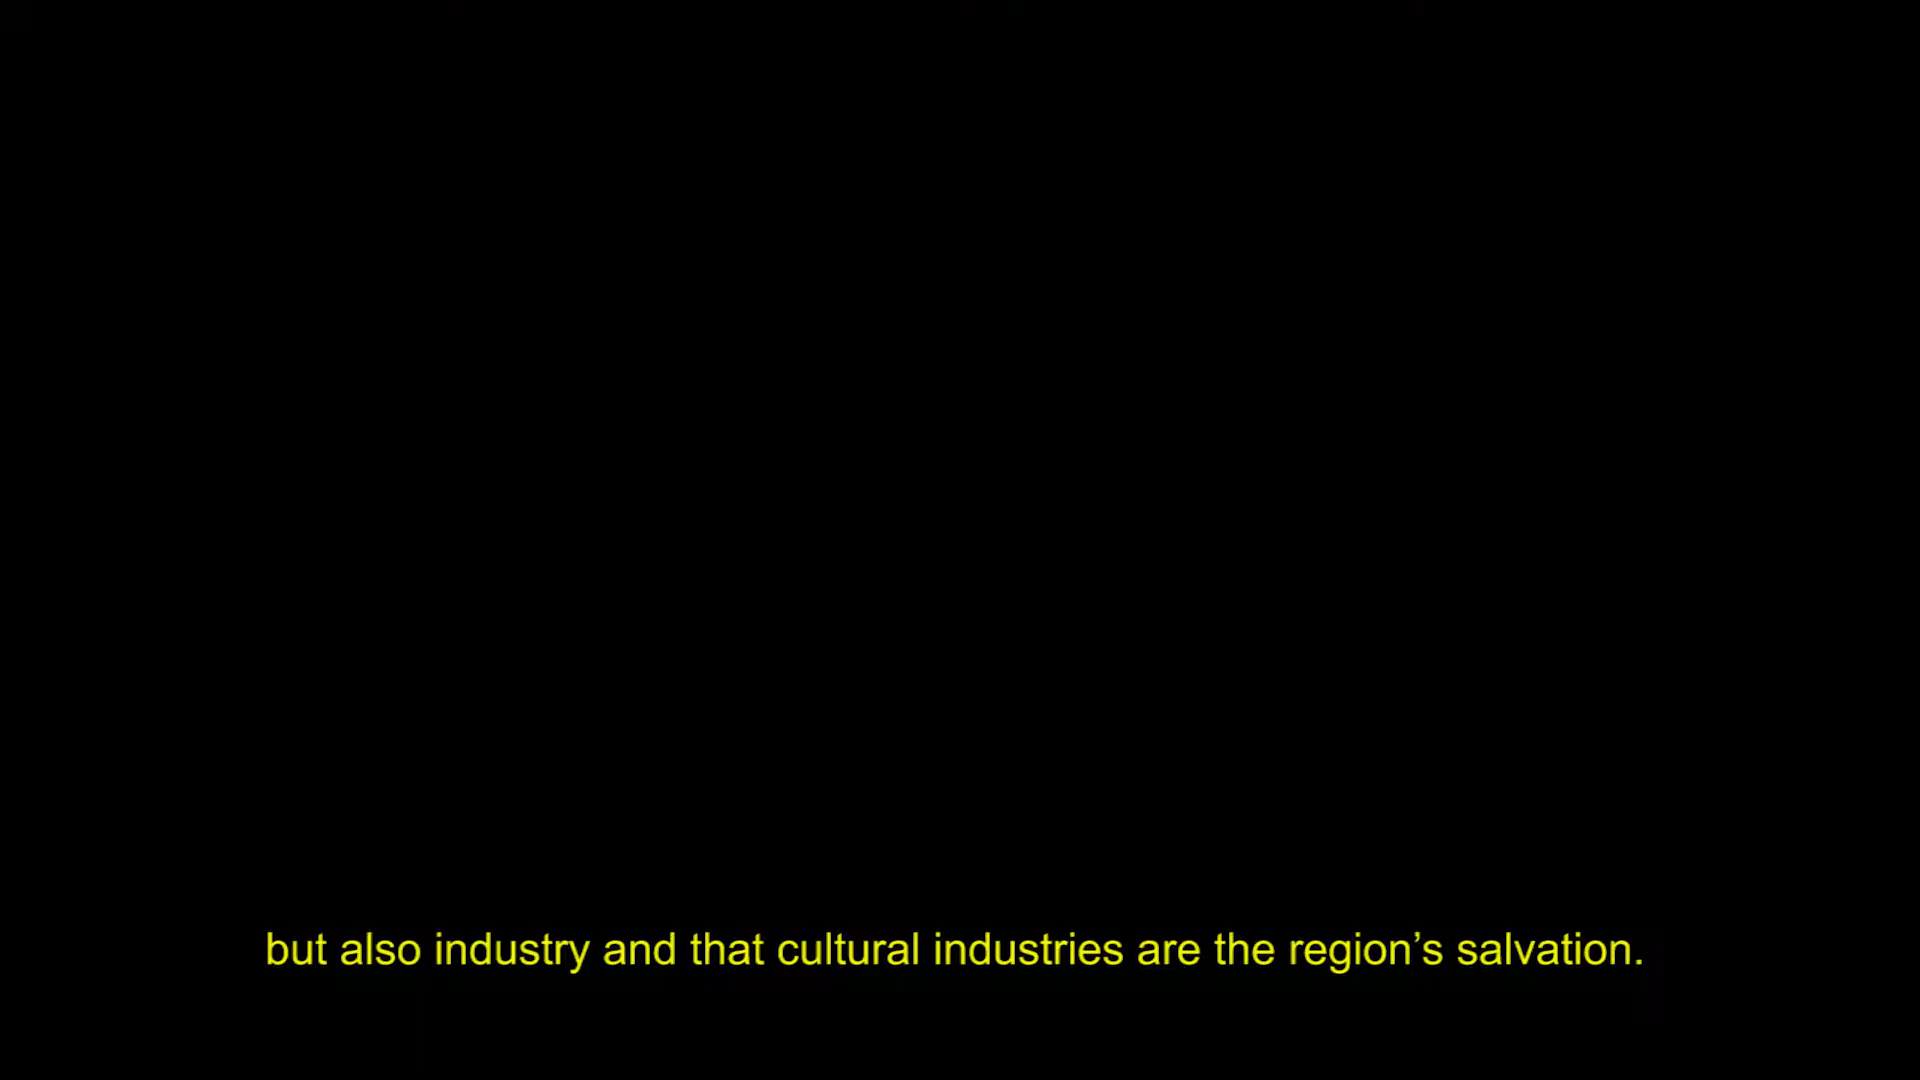 but also industry and that cultural industries are the region’s salvation.